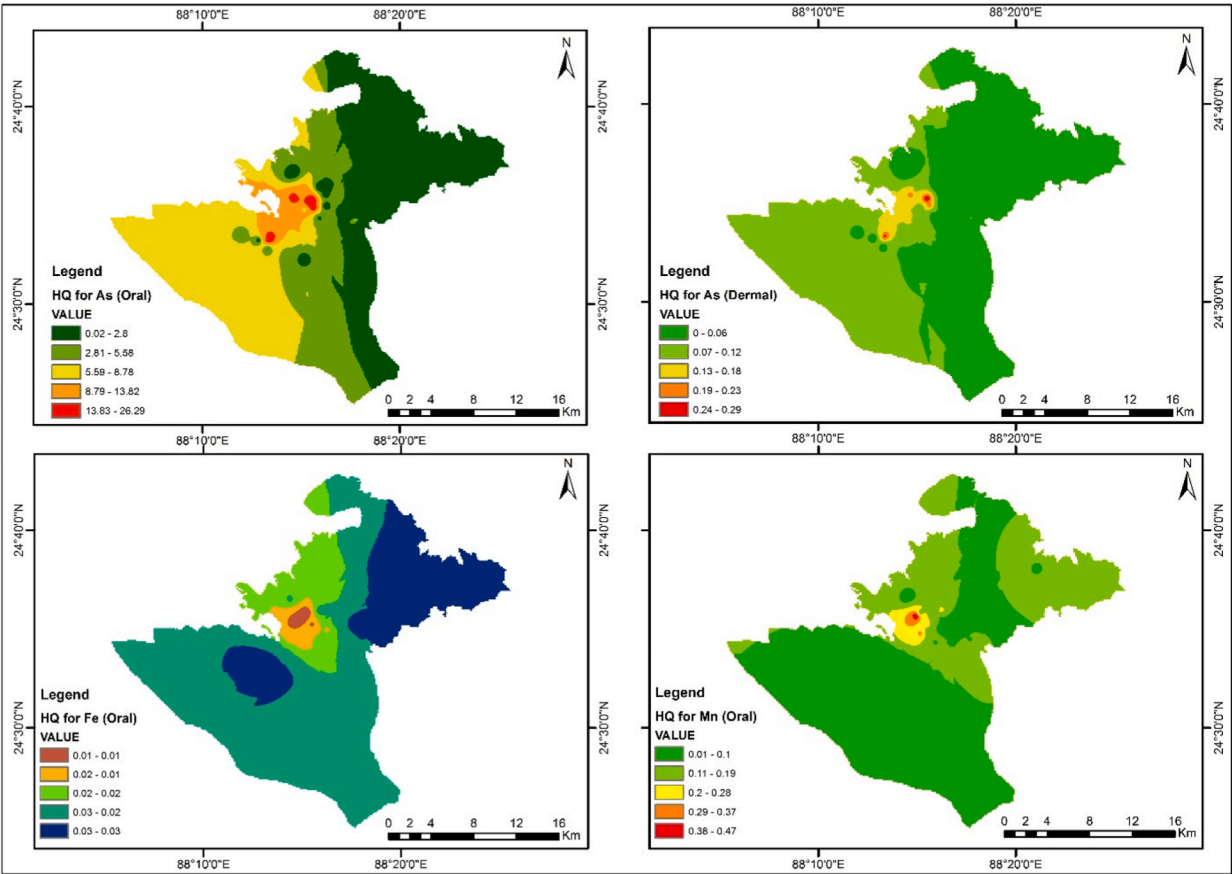 88°10'0"E 88°20'0"E
88°10'0"E 88°20'0"E
N
N
24°40'0"N
24°40'0"N
24°30'0"N
24°30'0"N
Legend
HQ for As (Oral)
VALUE
0.02 - 2.8
2.81 - 5.58
5.59 - 8.78
8.79 - 13.82
13.83 - 26.29
0 2 4 8 12 16
Km
Legend
HQ for As (Dermal)
VALUE
0 - 0.06
0.07 - 0.12
0.13 - 0.18
0.19 - 0.23
0.24 - 0.29
0 2 4 8 12 16
Km
88°10'0"E 88°20'0"E
88°10'0"E 88°20'0"E
N
N
24°40'0"N
24°40'0"N
24°30'0"N
24°30'0"N
Legend
HQ for Fe (Oral)
VALUE
0.01 - 0.01
0.02 - 0.01
0.02 - 0.02
0.03 - 0.02
0.03 - 0.03
0 2 4 8 12 16
Km
Legend
HQ for Mn (Oral)
VALUE
0.01 - 0.1
0.11 - 0.19
0.2 - 0.28
0.29 - 0.37
0.38 - 0.47
0 2 4 8 12 16
Km
88°10'0"E 88°20'0"E
88°10'0"E 88°20'0"E